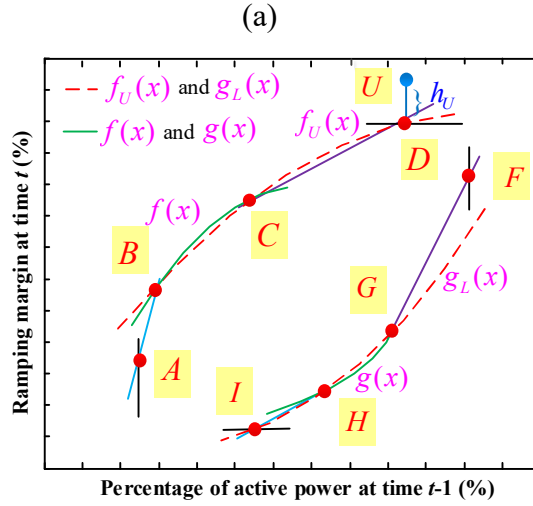 (a)
f_U(x) and g_L(x)
f(x) and g(x)
U
h_U
f_U(x)
D
F
f(x)
C
B
g_L(x)
G
A
I
g(x)
H
Ramping margin at time t (%)
Percentage of active power at time t-1 (%)